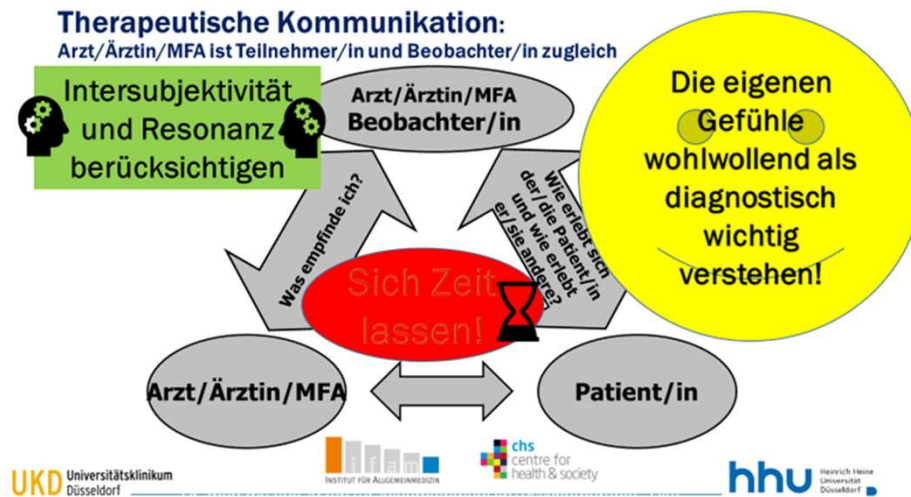 Therapeutische Kommunikation:
Arzt/Ärztin/MFA ist Teilnehmer/in und Beobachter/in zugleich
Intersubjektivität
und Resonanz
berücksichtigen
Arzt/Ärztin/MFA
Beobachter/in
Die eigenen
Gefühle
wohlwollend als
diagnostisch
wichtig
verstehen!
Was empfinde ich?
Wie erlebt sich
der/die Patient/in
und wie erlebt
er/sie andere?
Sich Zeit
lassen!
Arzt/Ärztin/MFA
Patient/in
UKD Universitätsklinikum
Düsseldorf
ifam
INSTITUT FÜR ALLGEMEINMEDIZIN
chs
centre for
health & society
hhu
Heinrich Heine
Universität
Düsseldorf